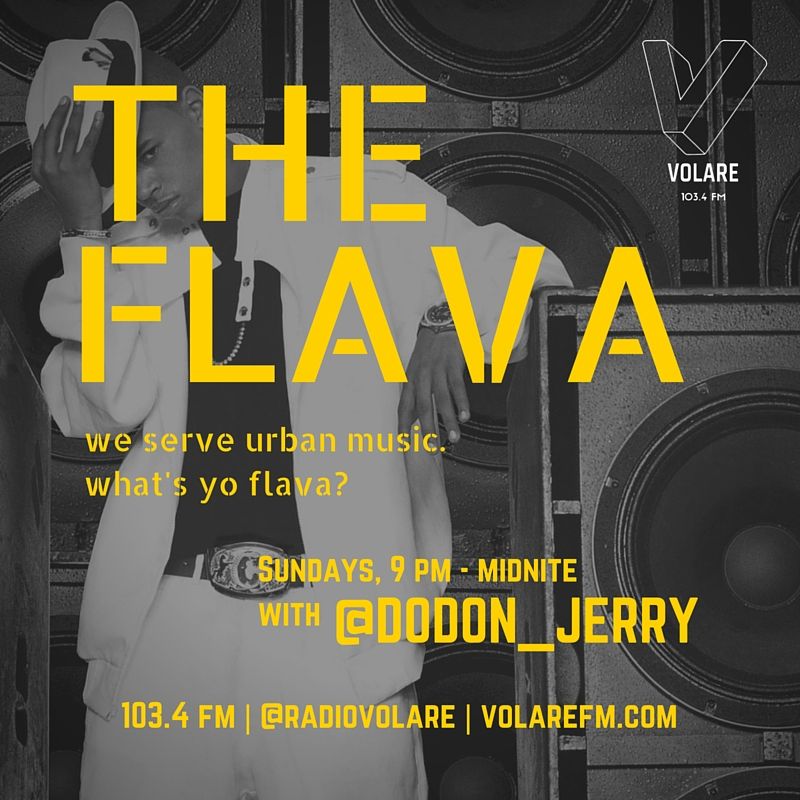 THE
FLAVA
VOLARE
103.4 FM
we serve urban music.
what's yo flava?
SUNDAYS, 9 PM - MIDNITE
WITH @DODON_JERRY
103.4 FM | @RADIOVOLARE | VOLAREFM.COM